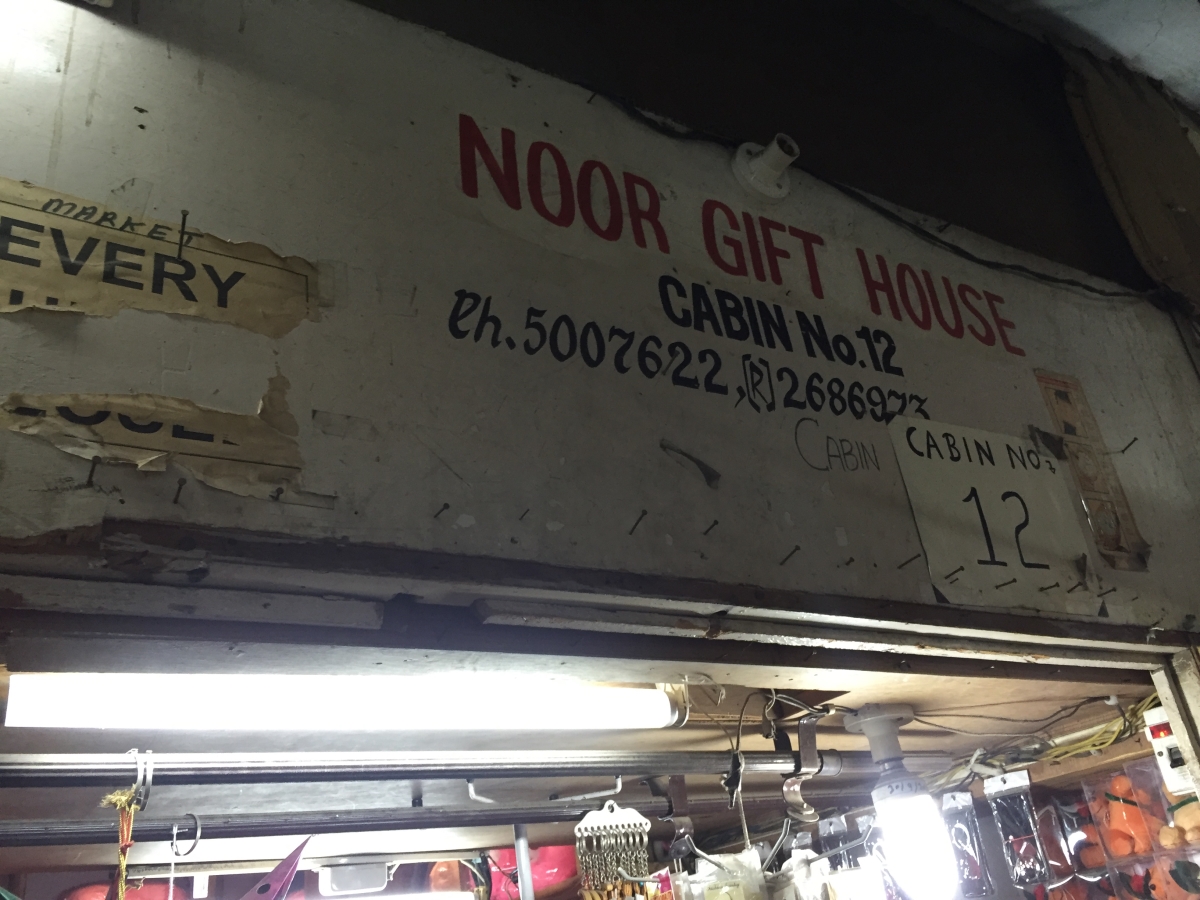 NOOR GIFT HOUSE
CABIN No.12
Ph.5007622,[R]2686973
CABIN
CABIN NO.
12
MARKET
EVERY